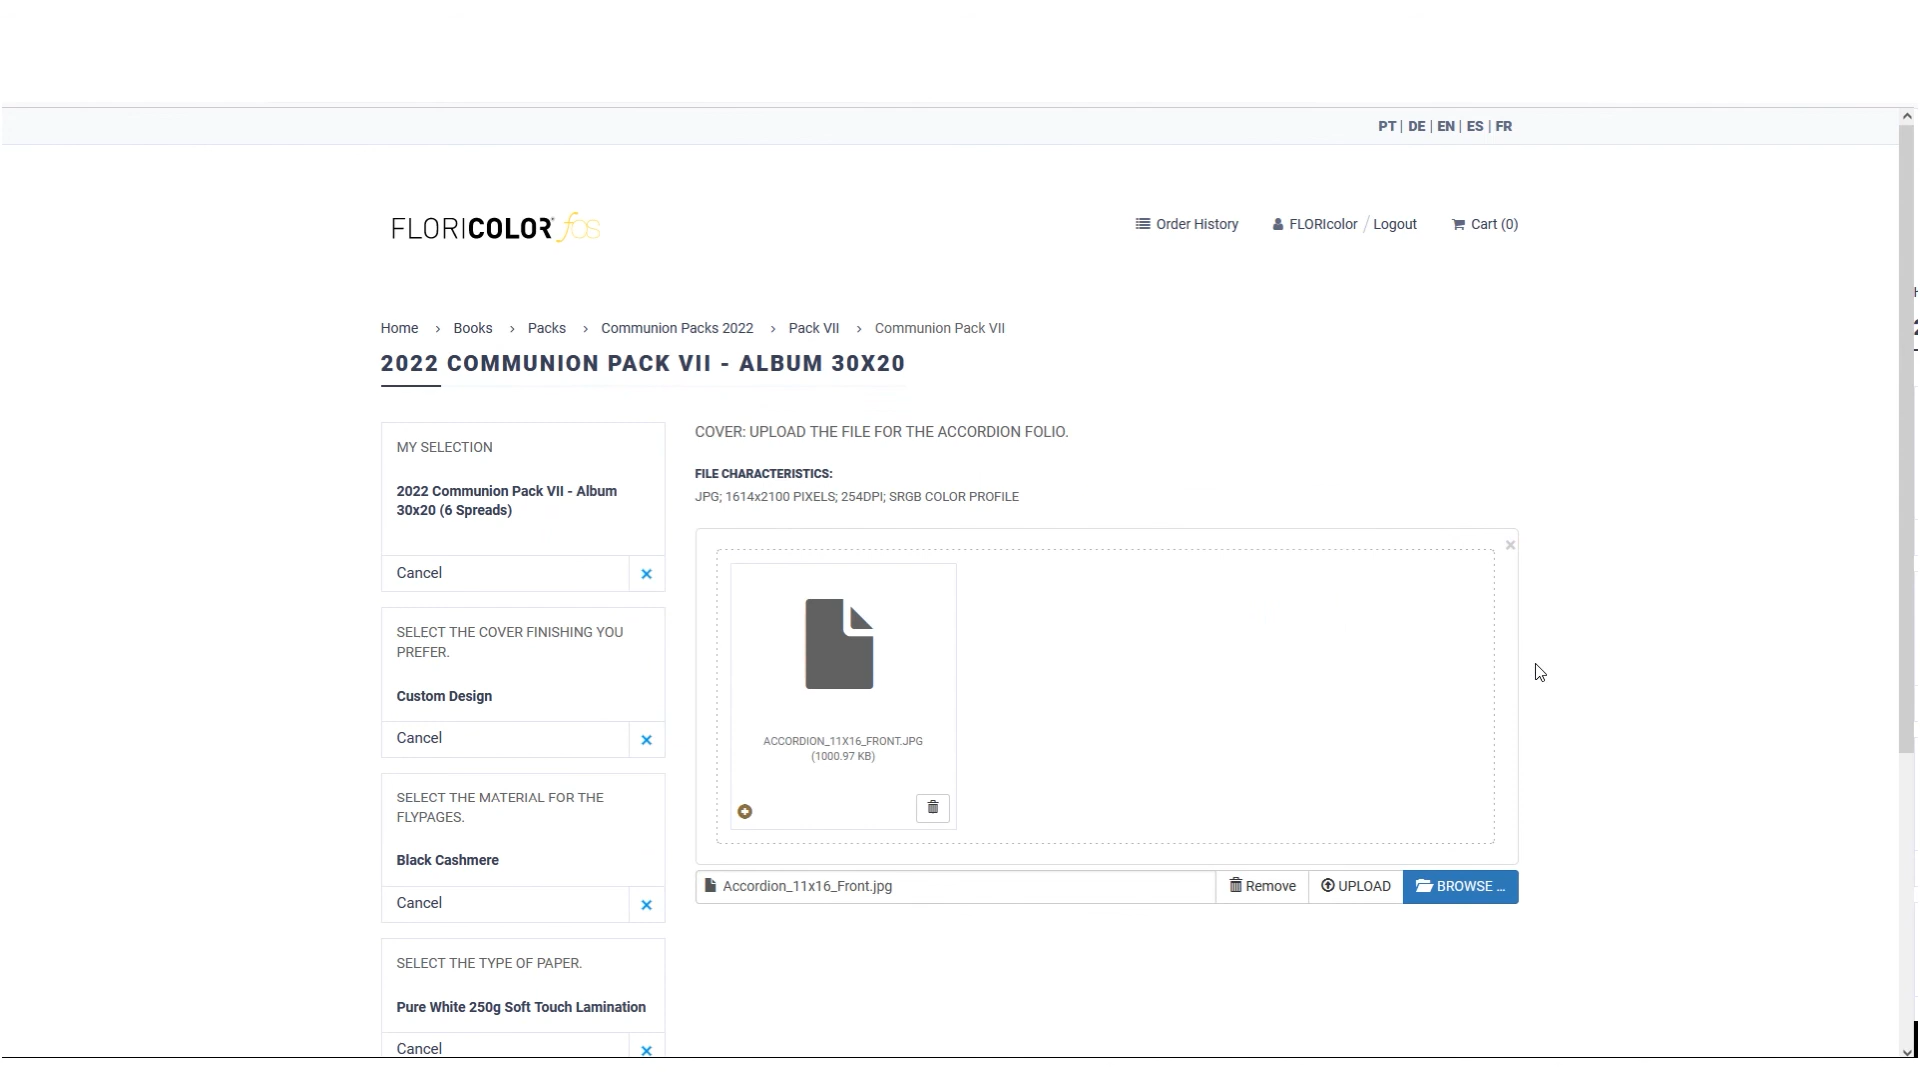 PT | DE | EN | ES | FR
FLORICOLOR fos
Order History FLORIcolor / Logout Cart (0)
Home › Books › Packs › Communion Packs 2022 › Pack VII › Communion Pack VII
2022 COMMUNION PACK VII - ALBUM 30X20
MY SELECTION
2022 Communion Pack VII - Album
30x20 (6 Spreads)
Cancel ×
SELECT THE COVER FINISHING YOU
PREFER.
Custom Design
Cancel ×
SELECT THE MATERIAL FOR THE
FLYPAGES.
Black Cashmere
Cancel ×
SELECT THE TYPE OF PAPER.
Pure White 250g Soft Touch Lamination
Cancel ×
COVER: UPLOAD THE FILE FOR THE ACCORDION FOLIO.
FILE CHARACTERISTICS:
JPG; 1614x2100 PIXELS; 254DPI; SRGB COLOR PROFILE
×
ACCORDION_11X16_FRONT.JPG
(1000.97 KB)
Accordion_11x16_Front.jpg Remove UPLOAD BROWSE ...